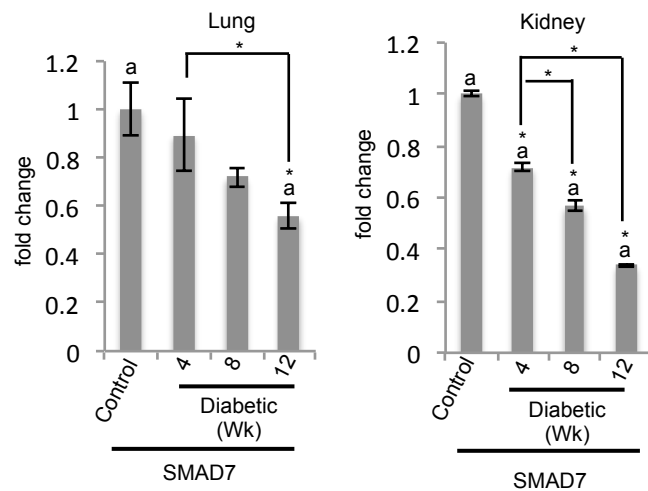 Lung
*
1.2
1
0.8
0.6
0.4
0.2
0
fold change
a
*
a
Control
4
8
12
Diabetic
(Wk)
SMAD7
Kidney
*
*
1.2
1
0.8
0.6
0.4
0.2
0
fold change
a
*
a
*
a
*
a
Control
4
8
12
Diabetic
(Wk)
SMAD7